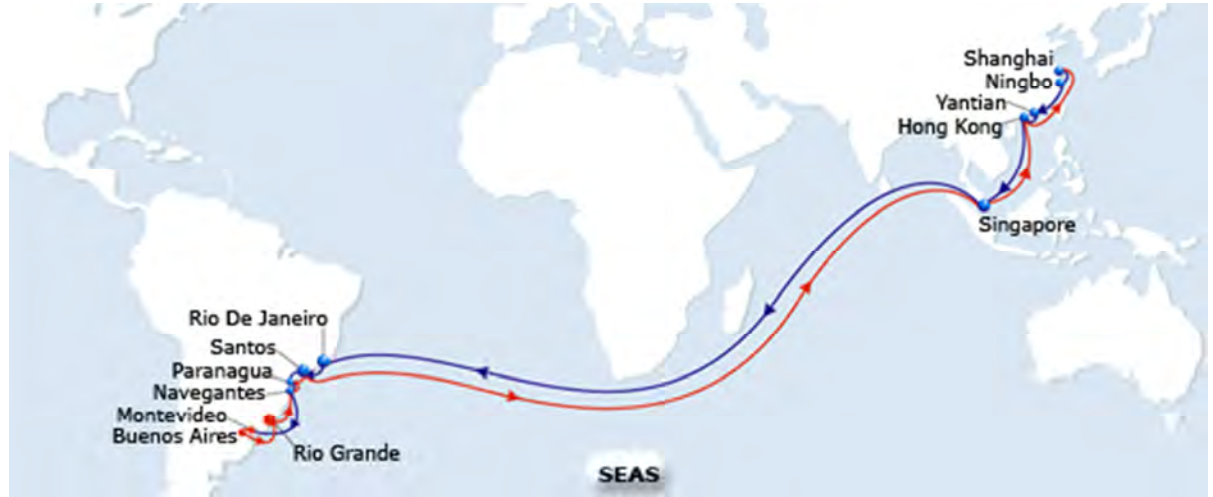 Shanghai
Ningbo
Yantian
Hong Kong
Singapore
Rio De Janeiro
Santos
Paranagua
Navegantes
Montevideo
Buenos Aires
Rio Grande
SEAS